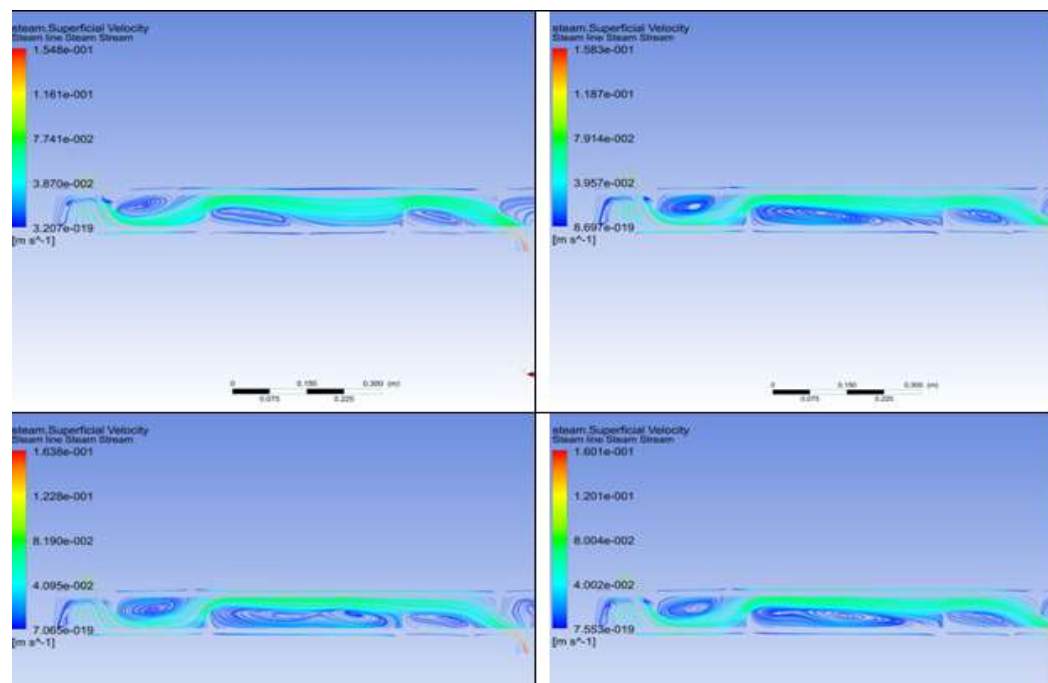 steam.Superficial Velocity
Steam line Steam Stream
1.548e-001
1.161e-001
7.741e-002
3.870e-002
3.207e-019
[m s^-1]
0 0.150 0.300 (m)
0.075 0.225
steam.Superficial Velocity
Steam line Steam Stream
1.583e-001
1.187e-001
7.914e-002
3.957e-002
8.697e-019
[m s^-1]
0 0.150 0.300 (m)
0.075 0.225
steam.Superficial Velocity
Steam line Steam Stream
1.638e-001
1.228e-001
8.190e-002
4.095e-002
7.065e-019
[m s^-1]
steam.Superficial Velocity
Steam line Steam Stream
1.601e-001
1.201e-001
8.004e-002
4.002e-002
7.553e-019
[m s^-1]